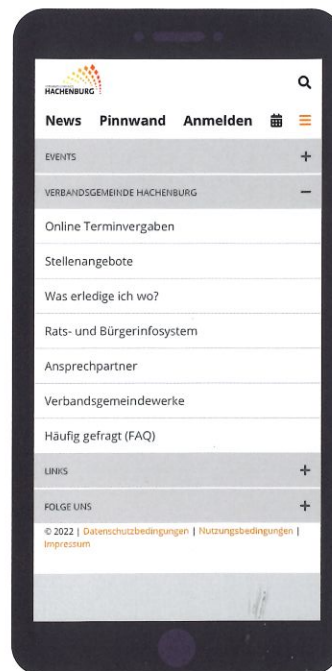 HACHENBURG
News Pinnwand Anmelden
EVENTS +
VERBANDSGEMEINDE HACHENBURG −
Online Terminvergaben
Stellenangebote
Was erledige ich wo?
Rats- und Bürgerinfosystem
Ansprechpartner
Verbandsgemeindewerke
Häufig gefragt (FAQ)
LINKS +
FOLGE UNS +
© 2022 | Datenschutzbedingungen | Nutzungsbedingungen |
Impressum